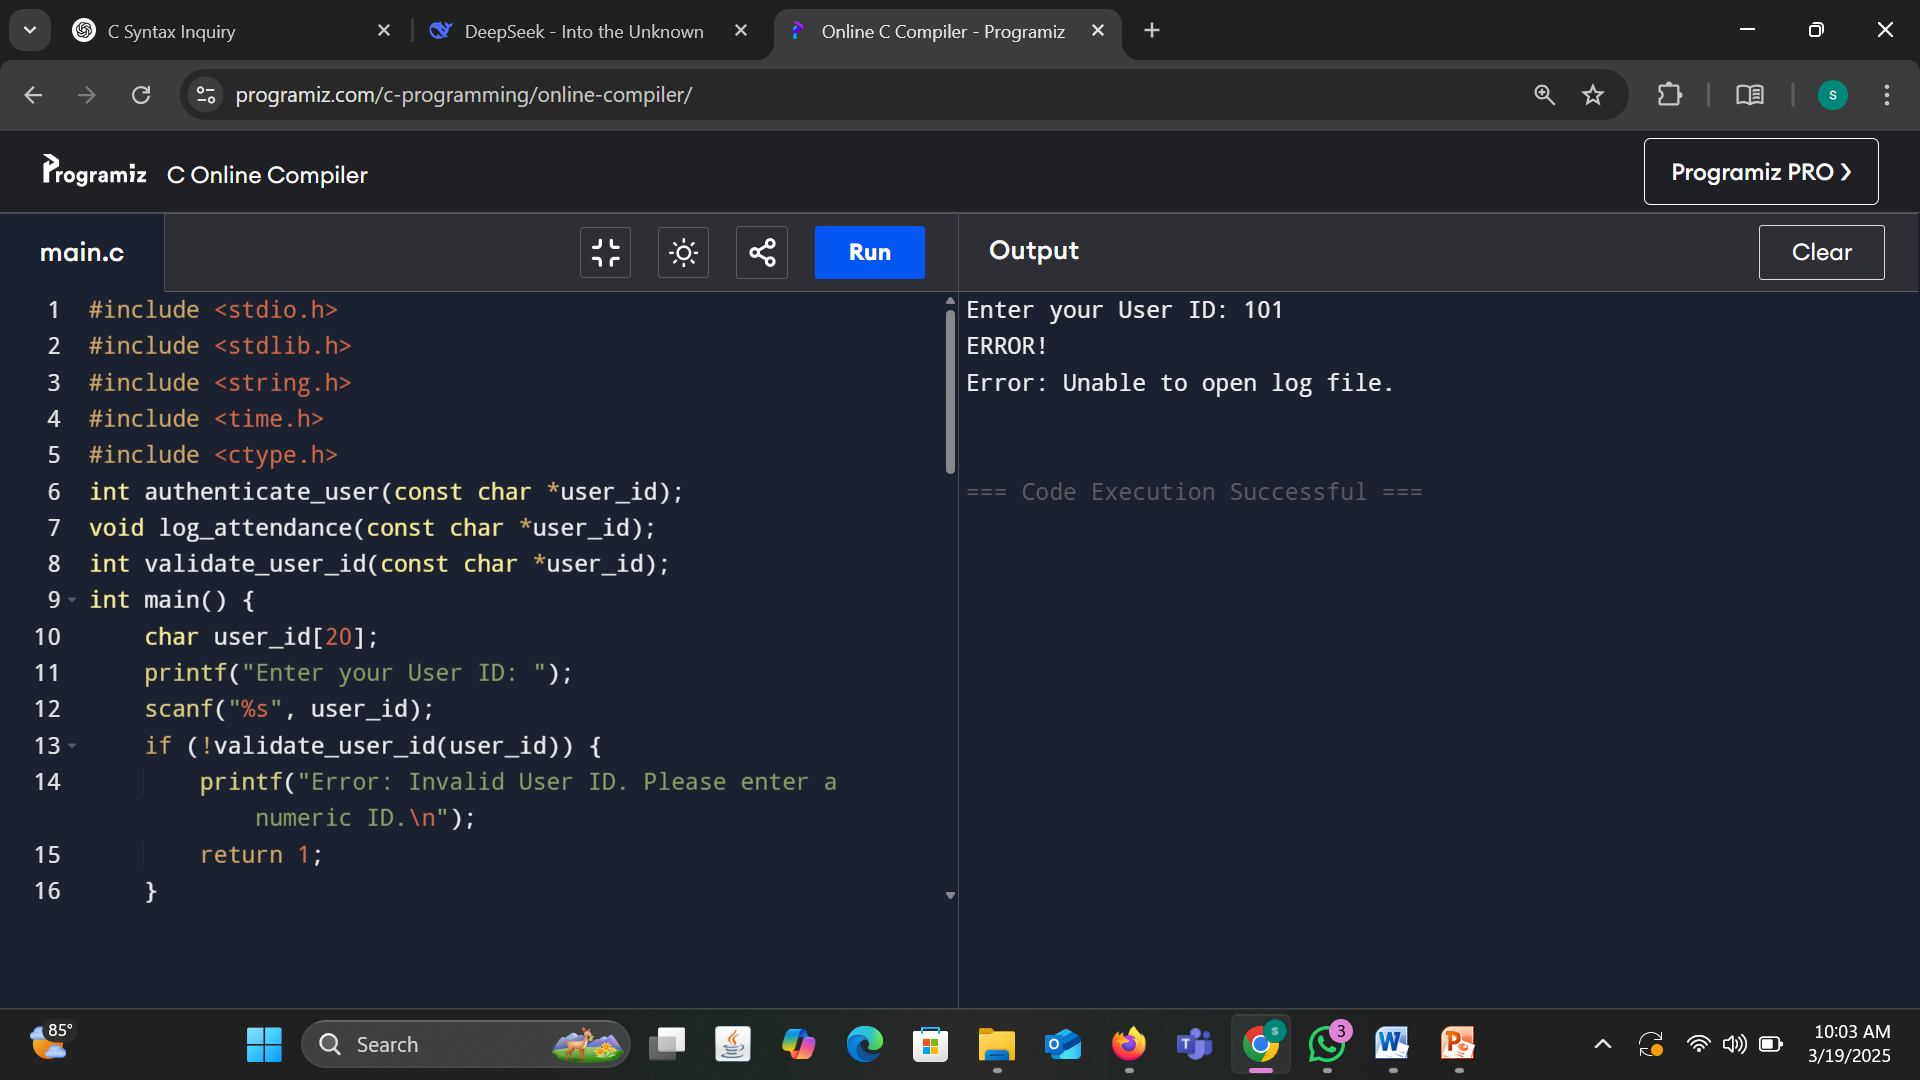 C Syntax Inquiry
DeepSeek - Into the Unknown
Online C Compiler - Programiz
programiz.com/c-programming/online-compiler/
s
Programiz
C Online Compiler
Programiz PRO
main.c
Run
Output
Clear
1 #include <stdio.h>
2 #include <stdlib.h>
3 #include <string.h>
4 #include <time.h>
5 #include <ctype.h>
6 int authenticate_user(const char *user_id);
7 void log_attendance(const char *user_id);
8 int validate_user_id(const char *user_id);
9 int main() {
10 char user_id[20];
11 printf("Enter your User ID: ");
12 scanf("%s", user_id);
13 if (!validate_user_id(user_id)) {
14 printf("Error: Invalid User ID. Please enter a
numeric ID.\n");
15 return 1;
16 }
Enter your User ID: 101
ERROR!
Error: Unable to open log file.
=== Code Execution Successful ===
85°
Search
s
3
10:03 AM
3/19/2025